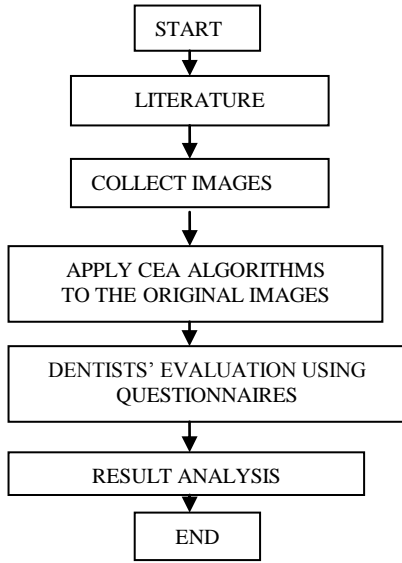 START
LITERATURE
COLLECT IMAGES
APPLY CEA ALGORITHMS
TO THE ORIGINAL IMAGES
DENTISTS’ EVALUATION USING
QUESTIONNAIRES
RESULT ANALYSIS
END